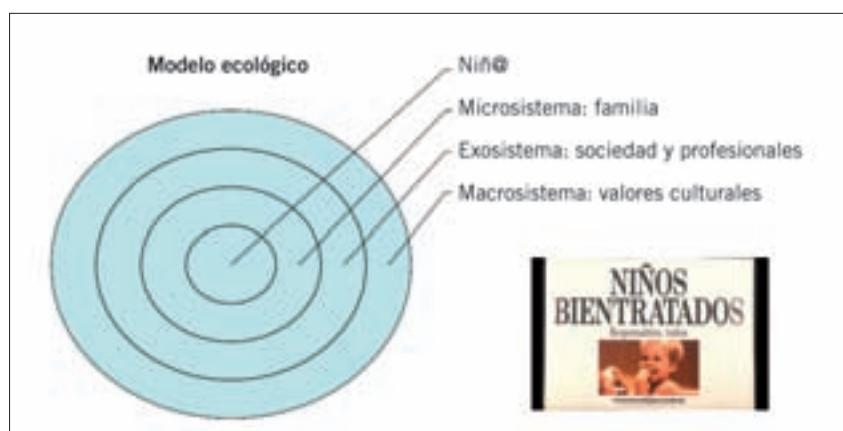 Modelo ecológico
Niñ@
Microsistema: familia
Exosistema: sociedad y profesionales
Macrosistema: valores culturales
NIÑOS
BIENTRATADOS